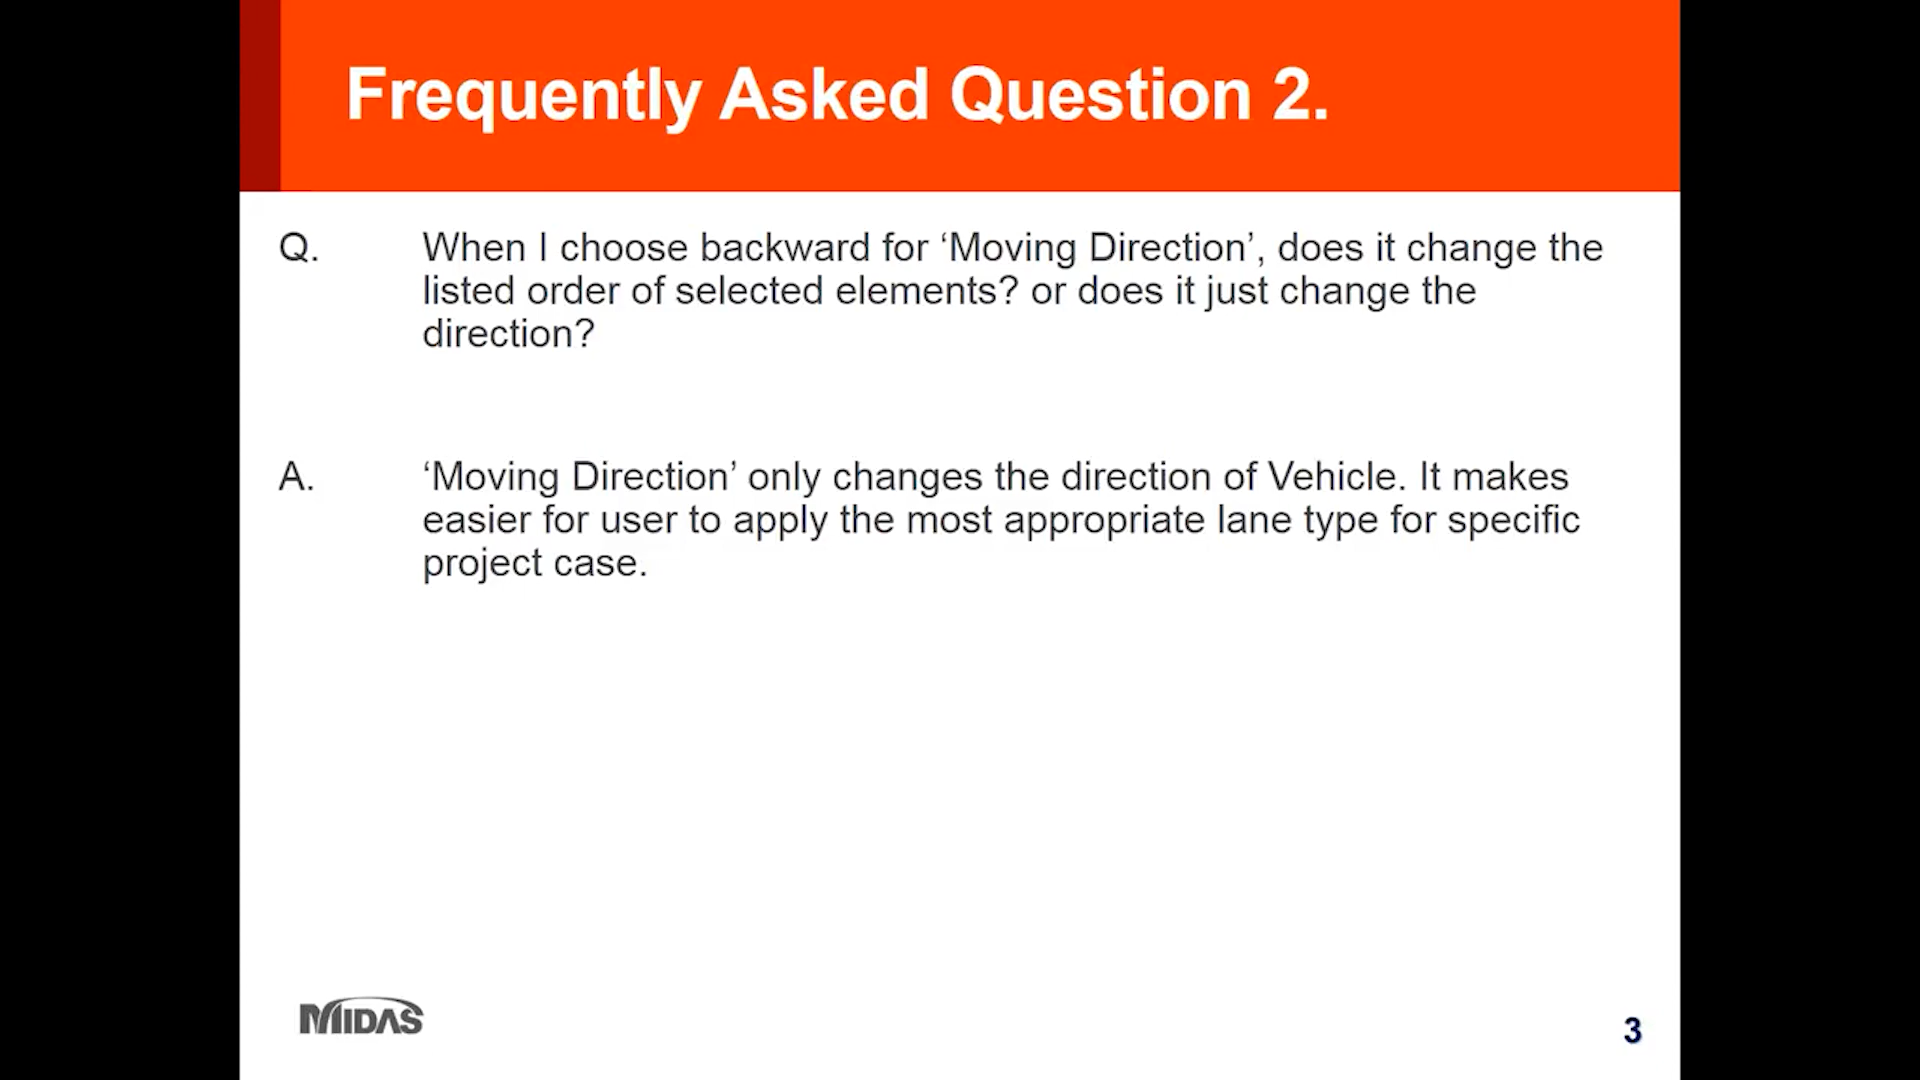 Frequently Asked Question 2.
Q. When I choose backward for ‘Moving Direction’, does it change the
listed order of selected elements? or does it just change the
direction?
A. ‘Moving Direction’ only changes the direction of Vehicle. It makes
easier for user to apply the most appropriate lane type for specific
project case.
MIDAS
3